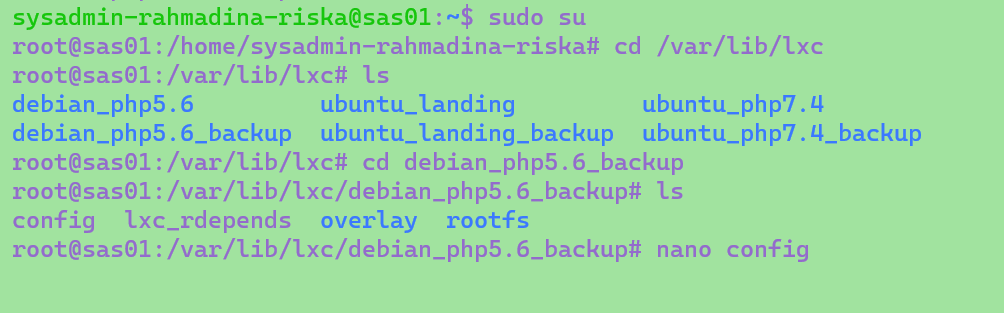 sysadmin-rahmadina-riska@sas01:~$ sudo su
root@sas01:/home/sysadmin-rahmadina-riska# cd /var/lib/lxc
root@sas01:/var/lib/lxc# ls
debian_php5.6         ubuntu_landing         ubuntu_php7.4
debian_php5.6_backup  ubuntu_landing_backup  ubuntu_php7.4_backup
root@sas01:/var/lib/lxc# cd debian_php5.6_backup
root@sas01:/var/lib/lxc/debian_php5.6_backup# ls
config  lxc_rdepends  overlay  rootfs
root@sas01:/var/lib/lxc/debian_php5.6_backup# nano config